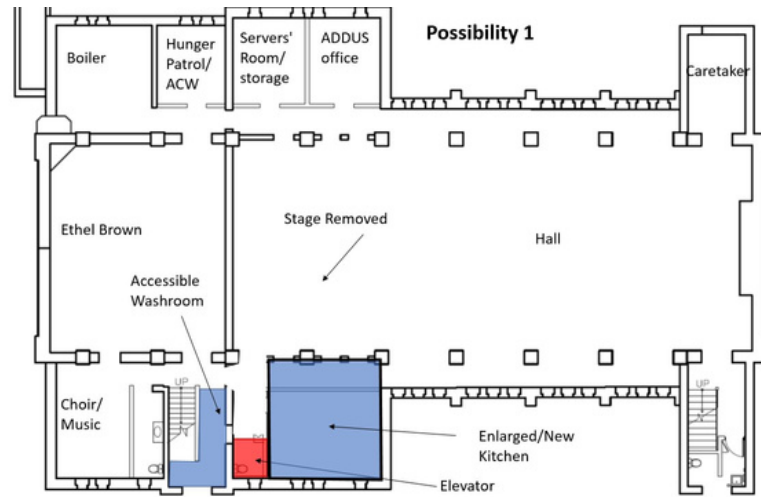 Possibility 1
Boiler
Hunger
Patrol/
ACW
Servers'
Room/
storage
ADDUS
office
Caretaker
Ethel Brown
Stage Removed
Hall
Accessible
Washroom
UP
UP
Choir/
Music
Enlarged/New
Kitchen
Elevator